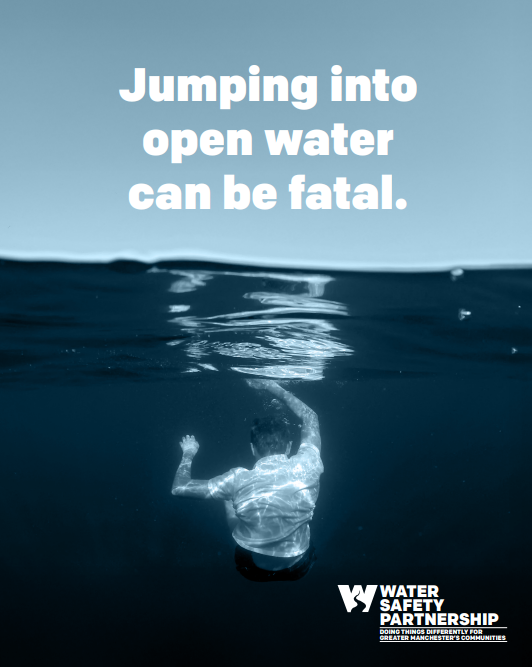 Jumping into
open water
can be fatal.
WATER
SAFETY
PARTNERSHIP
DOING THINGS DIFFERENTLY FOR
GREATER MANCHESTER'S COMMUNITIES